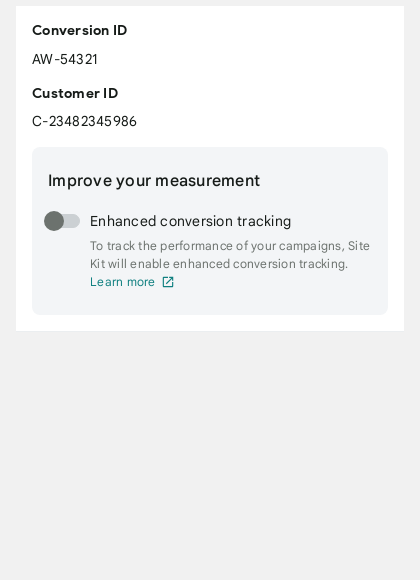 Conversion ID
AW-54321
Customer ID
C-23482345986
Improve your measurement
Enhanced conversion tracking
To track the performance of your campaigns, Site
Kit will enable enhanced conversion tracking.
Learn more